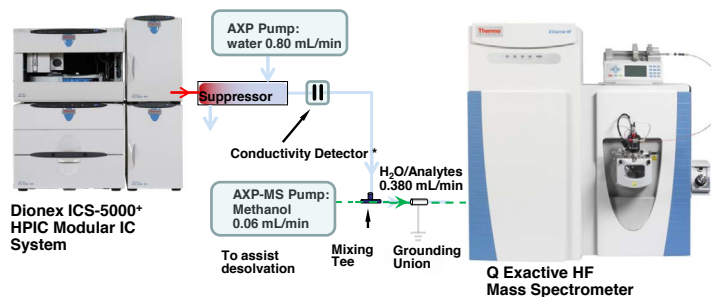 AXP Pump:
water 0.80 mL/min
Suppressor
Conductivity Detector *
Thermo
H₂O/Analytes
0.380 mL/min
AXP-MS Pump:
Methanol
0.06 mL/min
Dionex ICS-5000⁺
HPIC Modular IC
System
To assist
desolvation
Mixing
Tee
Grounding
Union
Q Exactive HF
Mass Spectrometer